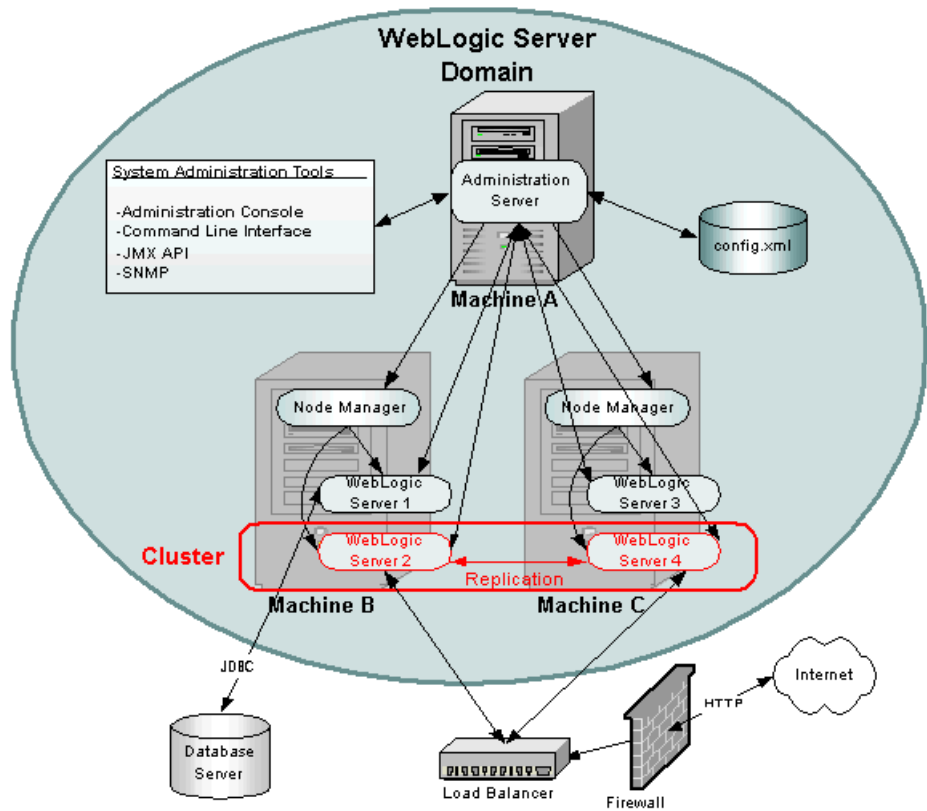 WebLogic Server
Domain
System Administration Tools
-Administration Console
-Command Line Interface
-JMX API
-SNMP
Administration
Server
config.xml
Machine A
Node Manager
Node Manager
WebLogic
Server 1
WebLogic
Server 3
Cluster
WebLogic
Server 2
WebLogic
Server 4
Replication
Machine B
Machine C
JDBC
Internet
HTTP
Database
Server
Load Balancer
Firewall